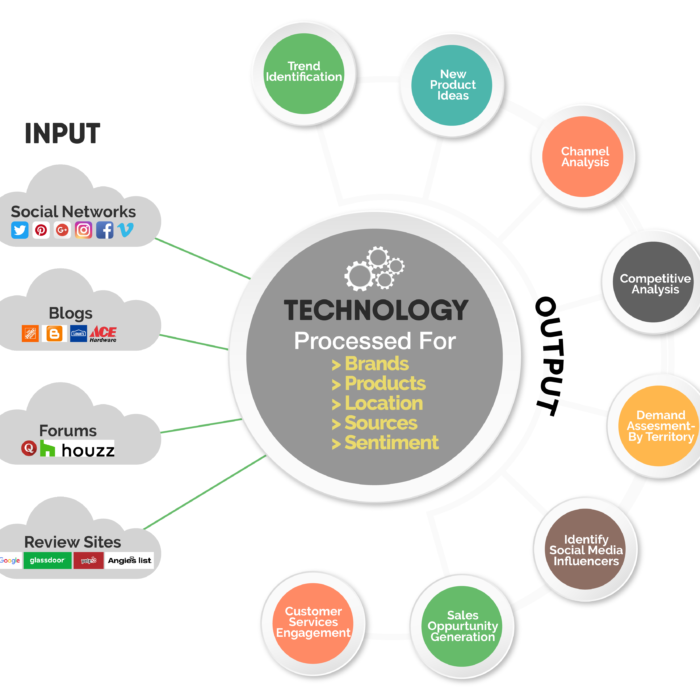 INPUT
Social Networks
Blogs
ACE
Hardware
Forums
houzz
Review Sites
Google
glassdoor
Angies list
TECHNOLOGY
Processed For
> Brands
> Products
> Location
> Sources
> Sentiment
OUTPUT
Trend
Identification
New
Product
Ideas
Channel
Analysis
Competitive
Analysis
Demand
Assesment-
By Territory
Identify
Social Media
Influencers
Sales
Oppurtunity
Generation
Customer
Services
Engagement